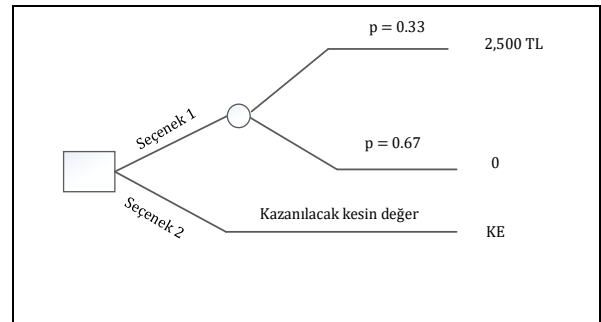 p = 0.33
2,500 TL
Seçenek 1
p = 0.67
0
Seçenek 2
Kazanılacak kesin değer
KE